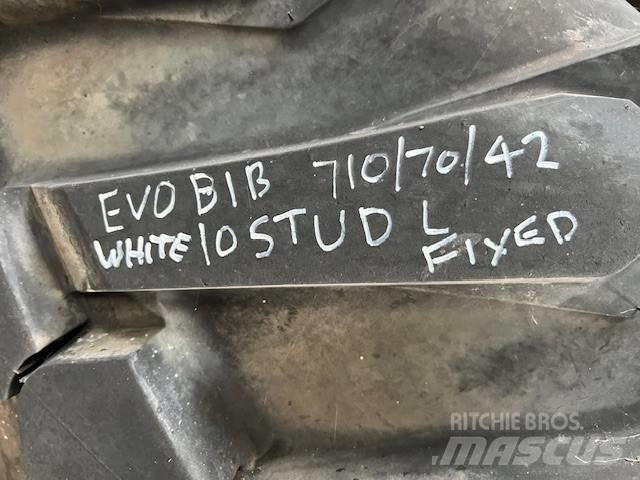 EVO BIB 710/70/42
WHITE 10 STUD L
FIXED
RITCHIE BROS.
MASCUS